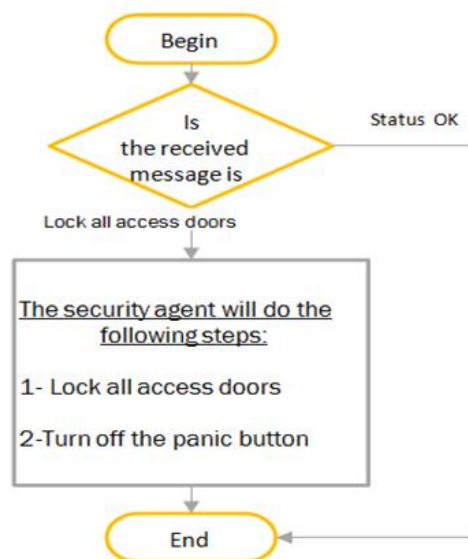 Begin
Is
the received
message is
Status OK
Lock all access doors
The security agent will do the
following steps:
1- Lock all access doors
2-Turn off the panic button
End